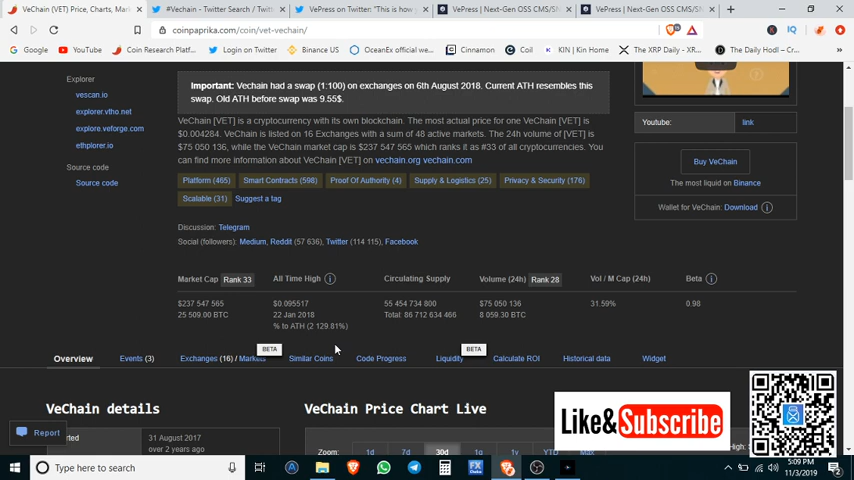 VeChain (VET) Price, Charts, Mark
#Vechain - Twitter Search / Twitt
VePress on Twitter: "This is how y
VePress | Next-Gen OSS CMS/SN
VePress | Next-Gen OSS CMS/SN
coinpaprika.com/coin/vet-vechain/
Google
YouTube
Coin Research Platf...
Login on Twitter
Binance US
OceanEx official we...
Cinnamon
Coil
KIN | Kin Home
The XRP Daily - XR...
The Daily Hodl – Cr...
Explorer
vescan.io
explorer.vtho.net
explore.veforge.com
ethplorer.io
Source code
Source code
Important: Vechain had a swap (1:100) on exchanges on 6th August 2018. Current ATH resembles this
swap. Old ATH before swap was 9.55$.
VeChain [VET] is a cryptocurrency with its own blockchain. The most actual price for one VeChain [VET] is
$0.004284. VeChain is listed on 16 Exchanges with a sum of 48 active markets. The 24h volume of [VET] is
$75 050 136, while the VeChain market cap is $237 547 565 which ranks it as #33 of all cryptocurrencies. You
can find more information about VeChain [VET] on vechain.org vechain.com
Platform (465)
Smart Contracts (598)
Proof Of Authority (4)
Supply & Logistics (25)
Privacy & Security (176)
Scalable (31)
Suggest a tag
Discussion: Telegram
Social (followers): Medium, Reddit (57 636), Twitter (114 115), Facebook
Youtube:
link
Buy VeChain
The most liquid on Binance
Wallet for VeChain: Download
Market Cap Rank 33
All Time High
Circulating Supply
Volume (24h) Rank 28
Vol / M Cap (24h)
Beta
$237 547 565
$0.095517
55 454 734 800
$75 050 136
31.59%
0.98
25 509.00 BTC
22 Jan 2018
Total: 86 712 634 466
8 059.30 BTC
% to ATH (2 129.81%)
BETA
BETA
Overview
Events (3)
Exchanges (16) / Markets
Similar Coins
Code Progress
Liquidity
Calculate ROI
Historical data
Widget
VeChain details
VeChain Price Chart Live
Like&Subscribe
Report
31 August 2017
over 2 years ago
Zoom:
1d
7d
30d
1q
1y
YTD
Max
High:
Type here to search
5:09 PM
11/3/2019